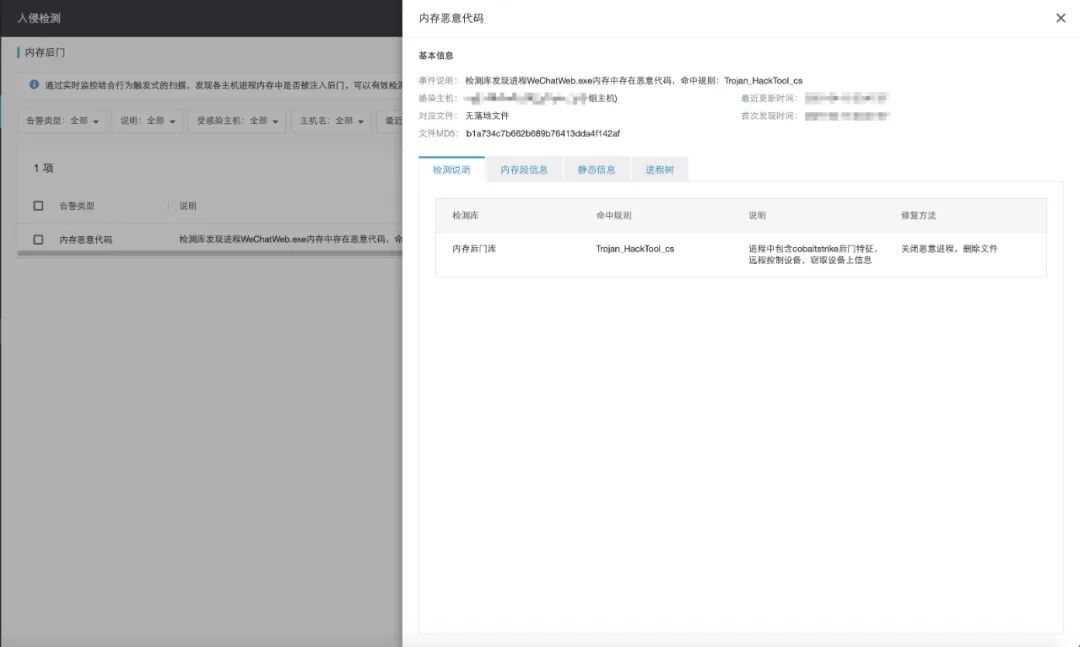 入侵检测
内存后门
通过实时监控结合行为触发式的扫描，发现各主机进程内存中是否被注入后门，可以有效检测
告警类型：全部
说明：全部
受感染主机：全部
主机名：全部
最近
1 项
告警类型
说明
内存恶意代码
检测库发现进程WeChatWeb.exe内存中存在恶意代码，命
内存恶意代码
基本信息
事件说明：检测库发现进程WeChatWeb.exe内存中存在恶意代码，命中规则：Trojan_HackTool_cs
感染主机：组主机)
最近更新时间：
对应文件：无落地文件
首次发现时间：
文件MD5：b1a734c7b662b689b76413dda4f142af
检测说明
内存段信息
静态信息
进程树
检测库 命中规则 说明 修复方法
内存后门库 Trojan_HackTool_cs 进程中包含cobaltstrike后门特征， 关闭恶意进程，删除文件
远程控制设备，窃取设备上信息